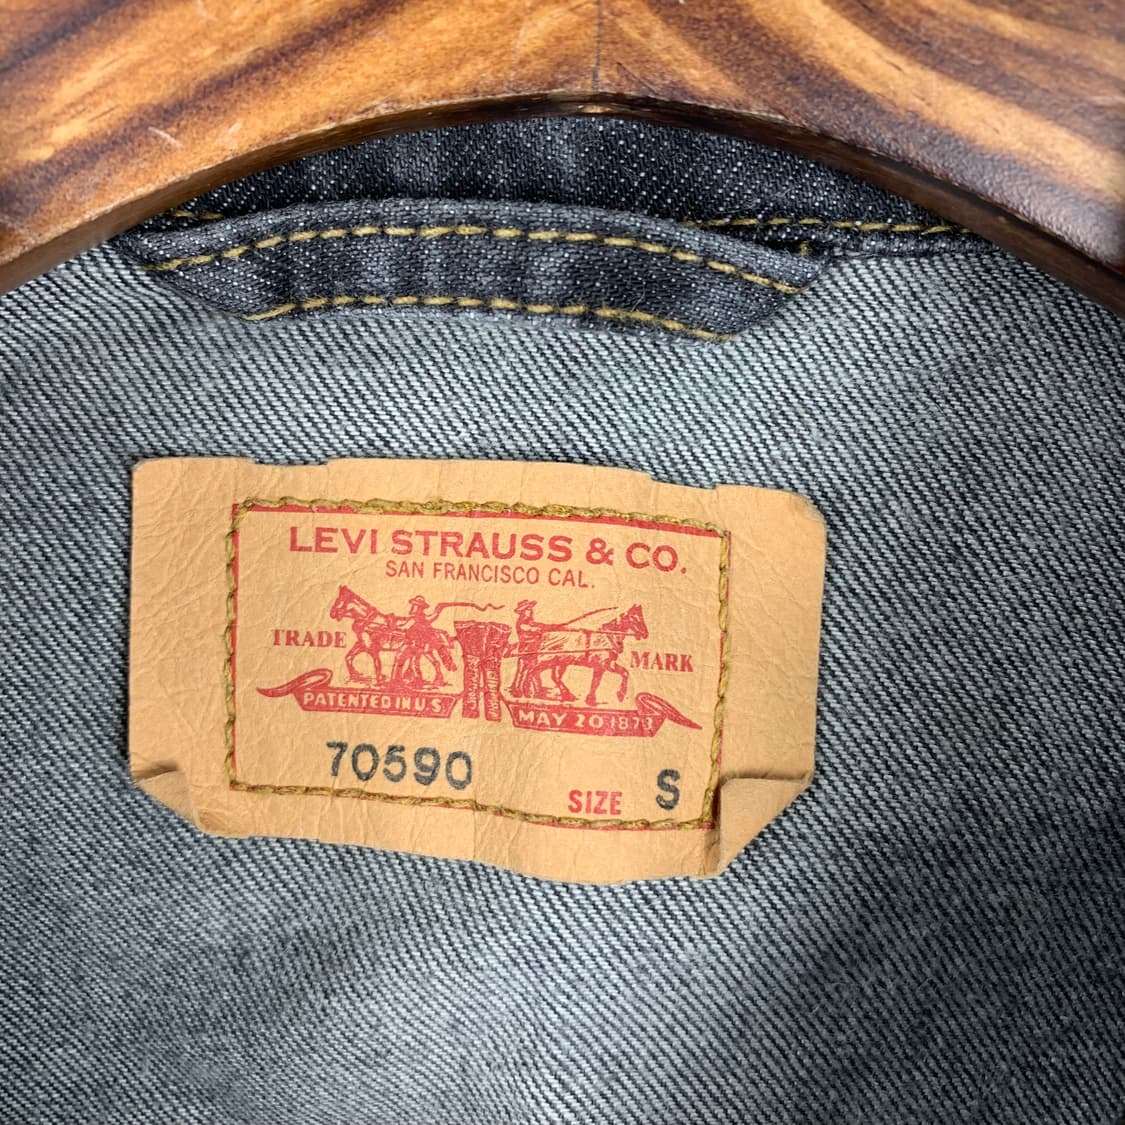 LEVI STRAUSS & CO.
SAN FRANCISCO CAL.
TRADE MARK
PATENTED IN U.S.
MAY 20 1873
70590
SIZE S